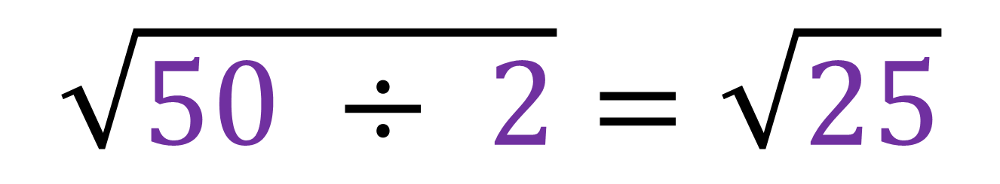 √50 ÷ 2 = √25